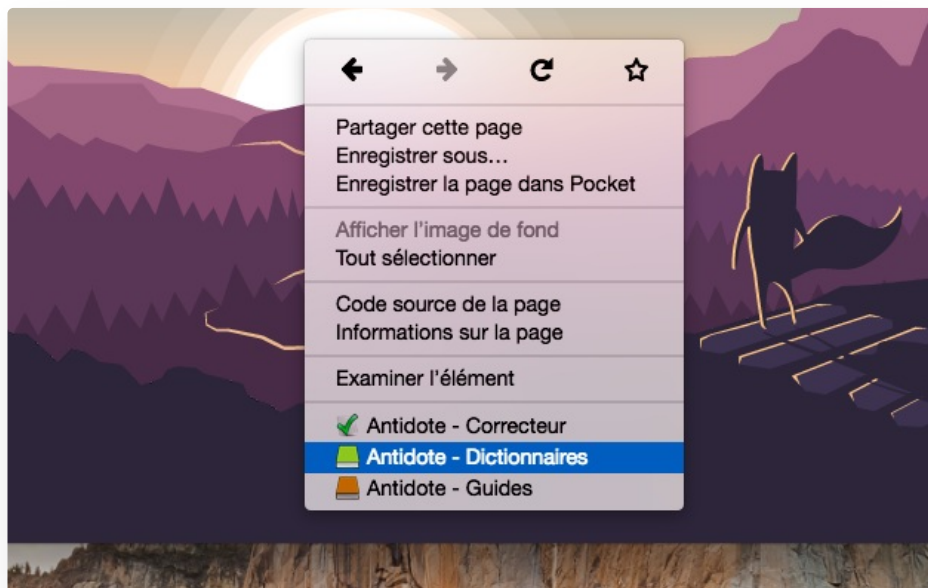 Partager cette page
Enregistrer sous…
Enregistrer la page dans Pocket
Afficher l'image de fond
Tout sélectionner
Code source de la page
Informations sur la page
Examiner l'élément
Antidote - Correcteur
Antidote - Dictionnaires
Antidote - Guides